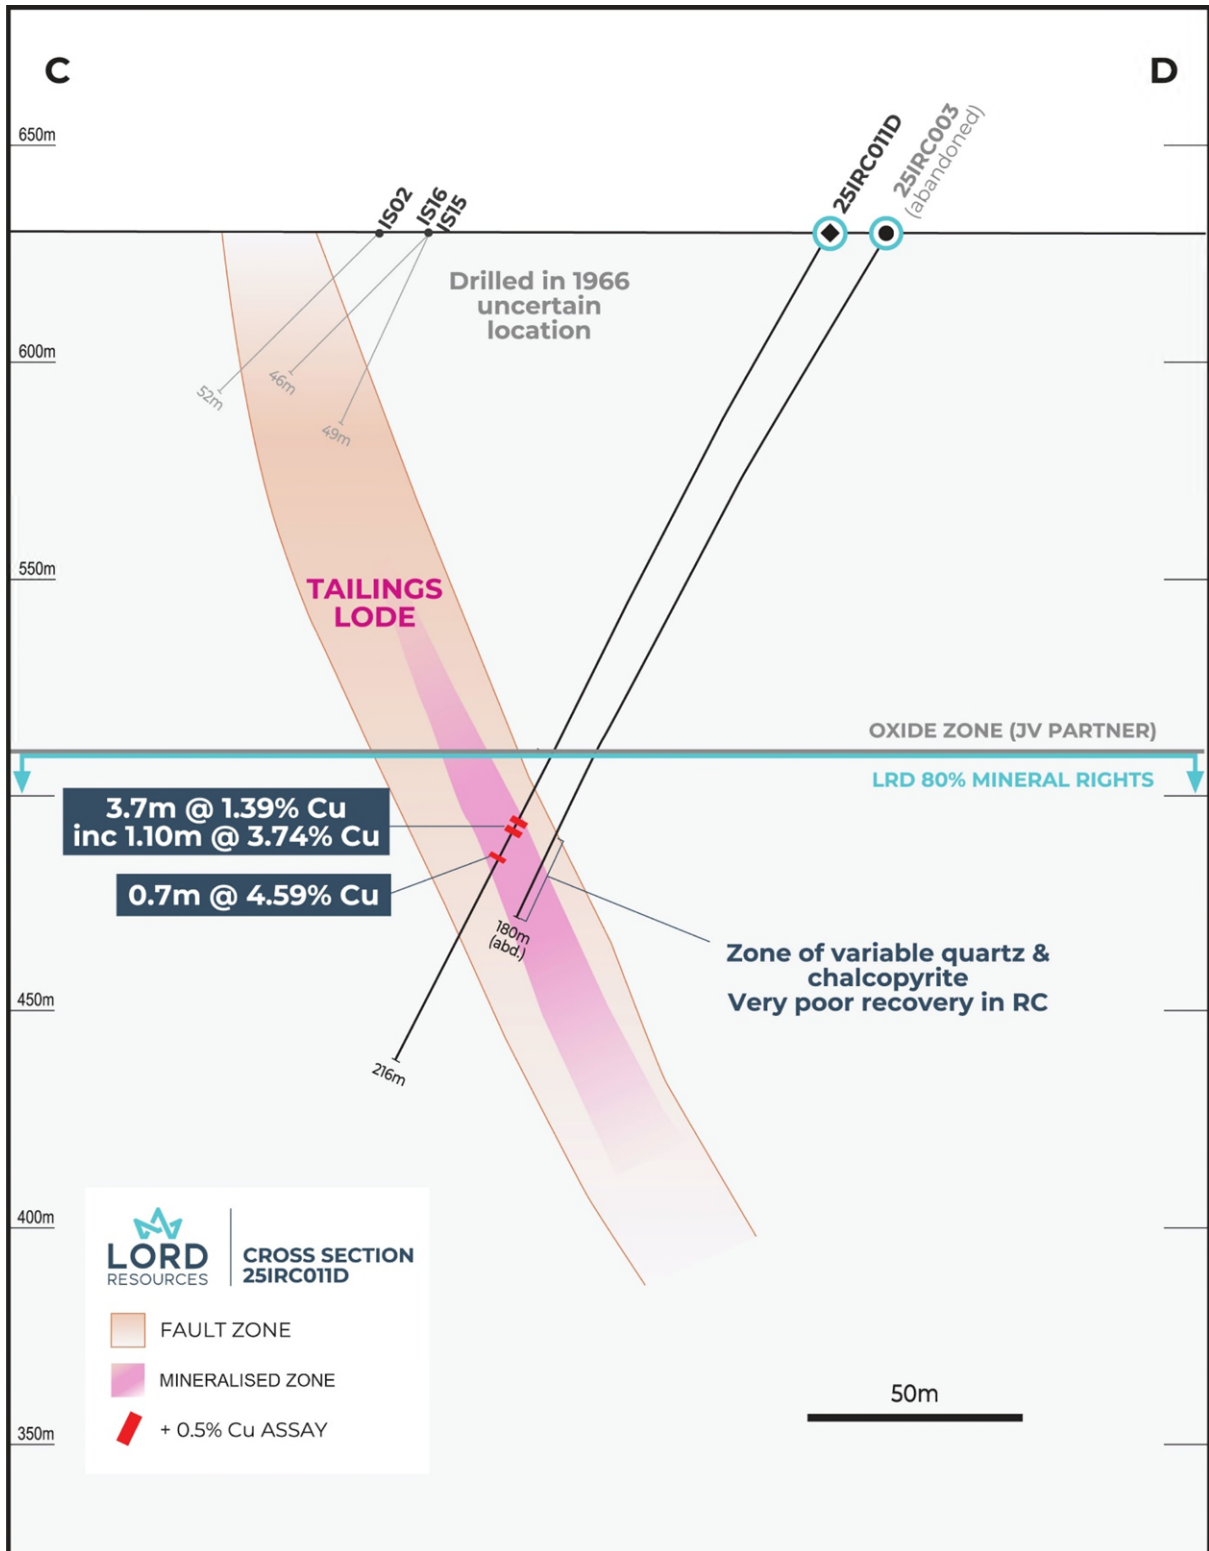 C
D
650m
IS02
IS16
IS15
25IRC011D
25IRC003
(abandoned)
Drilled in 1966
uncertain
location
600m
52m
46m
49m
550m
TAILINGS
LODE
OXIDE ZONE (JV PARTNER)
LRD 80% MINERAL RIGHTS
3.7m @ 1.39% Cu
inc 1.10m @ 3.74% Cu
0.7m @ 4.59% Cu
180m
(abd.)
Zone of variable quartz &
chalcopyrite
Very poor recovery in RC
450m
216m
400m
LORD
RESOURCES
CROSS SECTION
25IRC011D
FAULT ZONE
MINERALISED ZONE
+ 0.5% Cu ASSAY
50m
350m